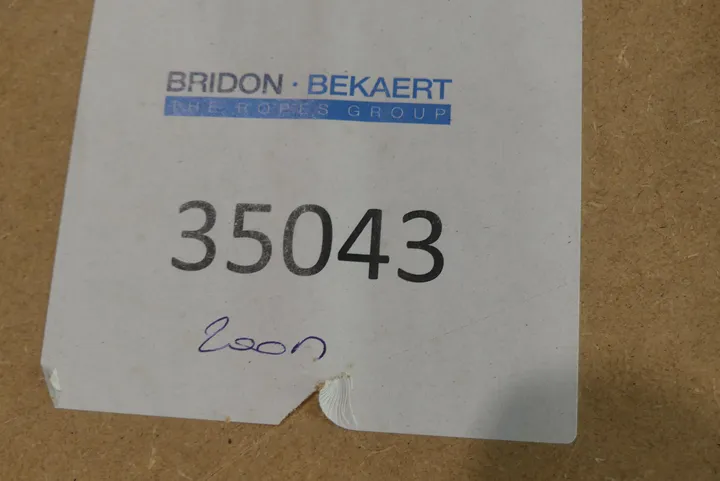 BRIDON · BEKAERT
THE ROPES GROUP
35043
200m